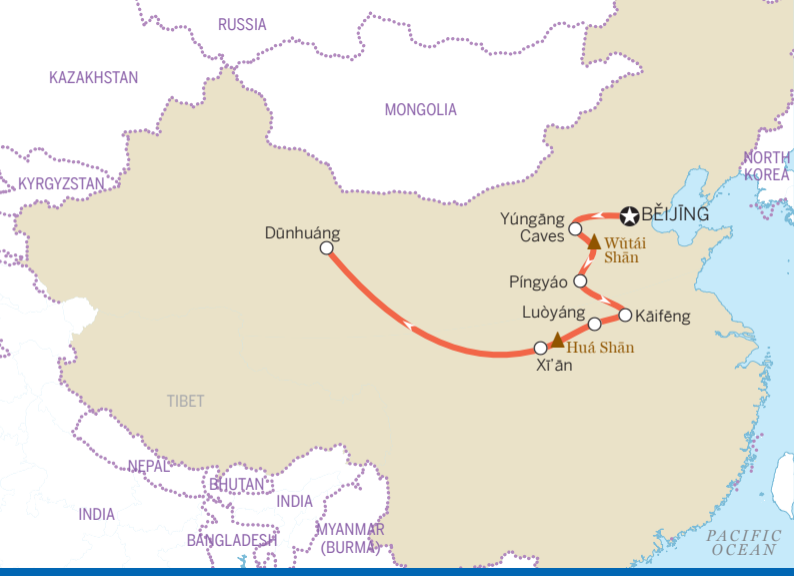 RUSSIA
KAZAKHSTAN
MONGOLIA
NORTH
KOREA
KYRGYZSTAN
BĚIJĪNG
Yúngāng
Caves
Wǔtái
Shān
Dūnhuáng
Píngyáo
Luòyáng
Kāifēng
Huá Shān
Xī’ān
TIBET
NEPAL
BHUTAN
INDIA
INDIA
MYANMAR
(BURMA)
BANGLADESH
PACIFIC
OCEAN